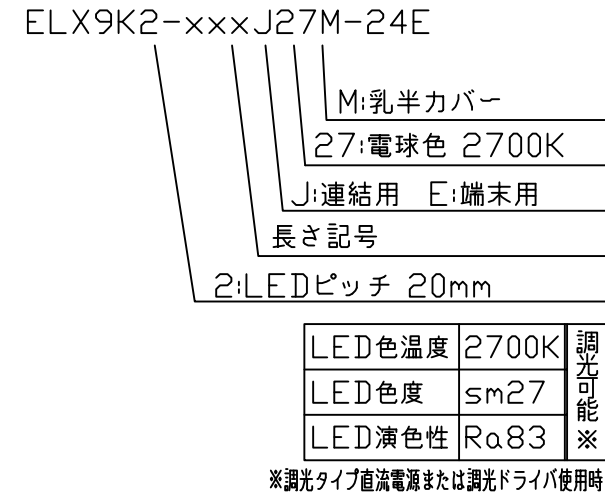 ELX9K2-xxxJ27M-24E
M:乳半カバー
27:電球色 2700K
J:連結用 E:端末用
長さ記号
2:LEDピッチ 20mm
LED色温度 2700K
LED色度 sm27
LED演色性 Ra83
調光可能※
※調光タイプ直流電源または調光ドライバ使用時